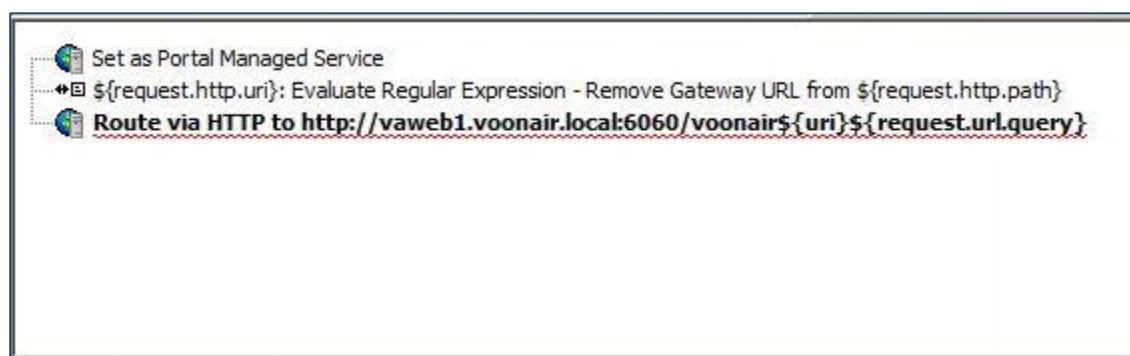 Set as Portal Managed Service
${request.http.uri}: Evaluate Regular Expression - Remove Gateway URL from ${request.http.path}
Route via HTTP to http://vaweb1.voonair.local:6060/voonair${uri}${request.url.query}